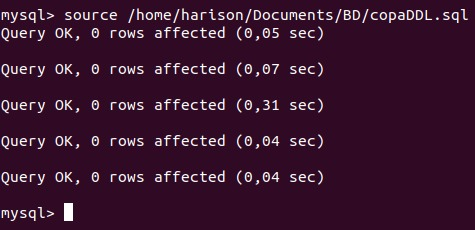 mysql> source /home/harison/Documents/BD/copaDDL.sql
Query OK, 0 rows affected (0,05 sec)
Query OK, 0 rows affected (0,07 sec)
Query OK, 0 rows affected (0,31 sec)
Query OK, 0 rows affected (0,04 sec)
Query OK, 0 rows affected (0,04 sec)
mysql>